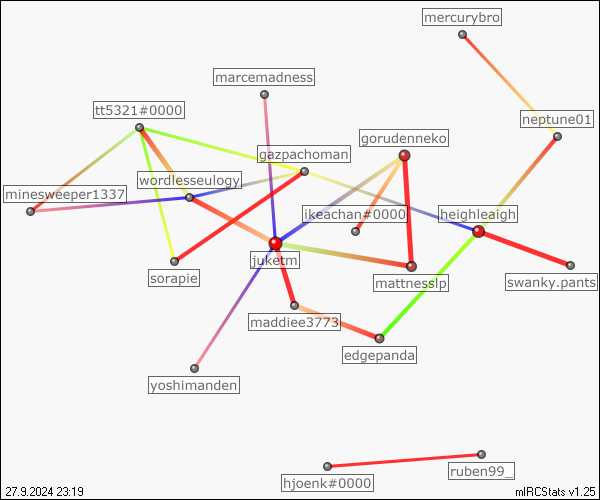 mercurybro
marcemadness
tt5321#0000
neptune01
gorudenneko
gazpachoman
wordlesseulogy
minesweeper1337
ikeachan#0000
heighleaigh
juketm
sorapie
mattnesslp
swanky.pants
maddiee3773
edgepanda
yoshimanden
ruben99_
hjoenk#0000
27.9.2024 23:19
mIRCStats v1.25